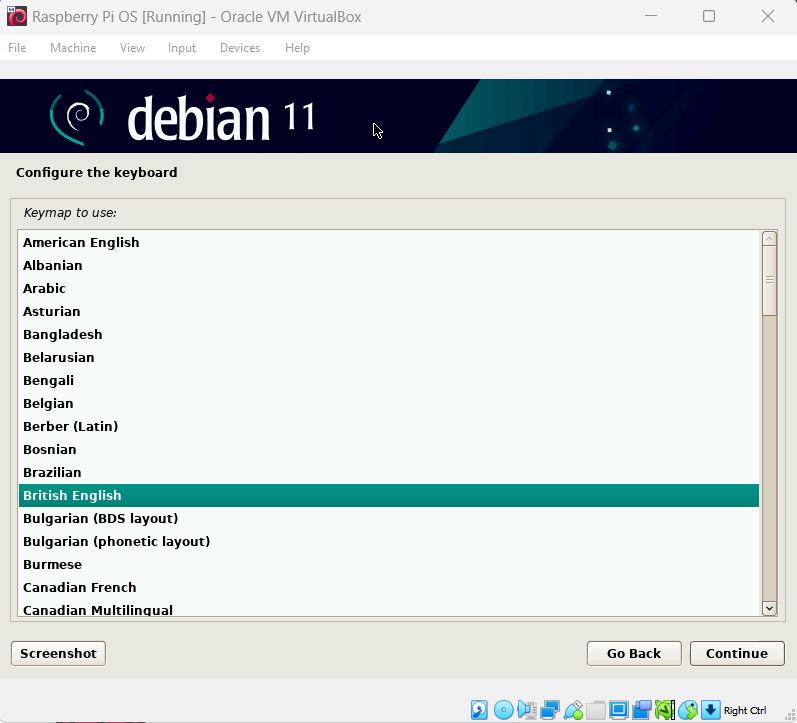 Raspberry Pi OS [Running] - Oracle VM VirtualBox
File Machine View Input Devices Help
debian 11
Configure the keyboard
Keymap to use:
American English
Albanian
Arabic
Asturian
Bangladesh
Belarusian
Bengali
Belgian
Berber (Latin)
Bosnian
Brazilian
British English
Bulgarian (BDS layout)
Bulgarian (phonetic layout)
Burmese
Canadian French
Canadian Multilingual
Screenshot Go Back Continue
Right Ctrl